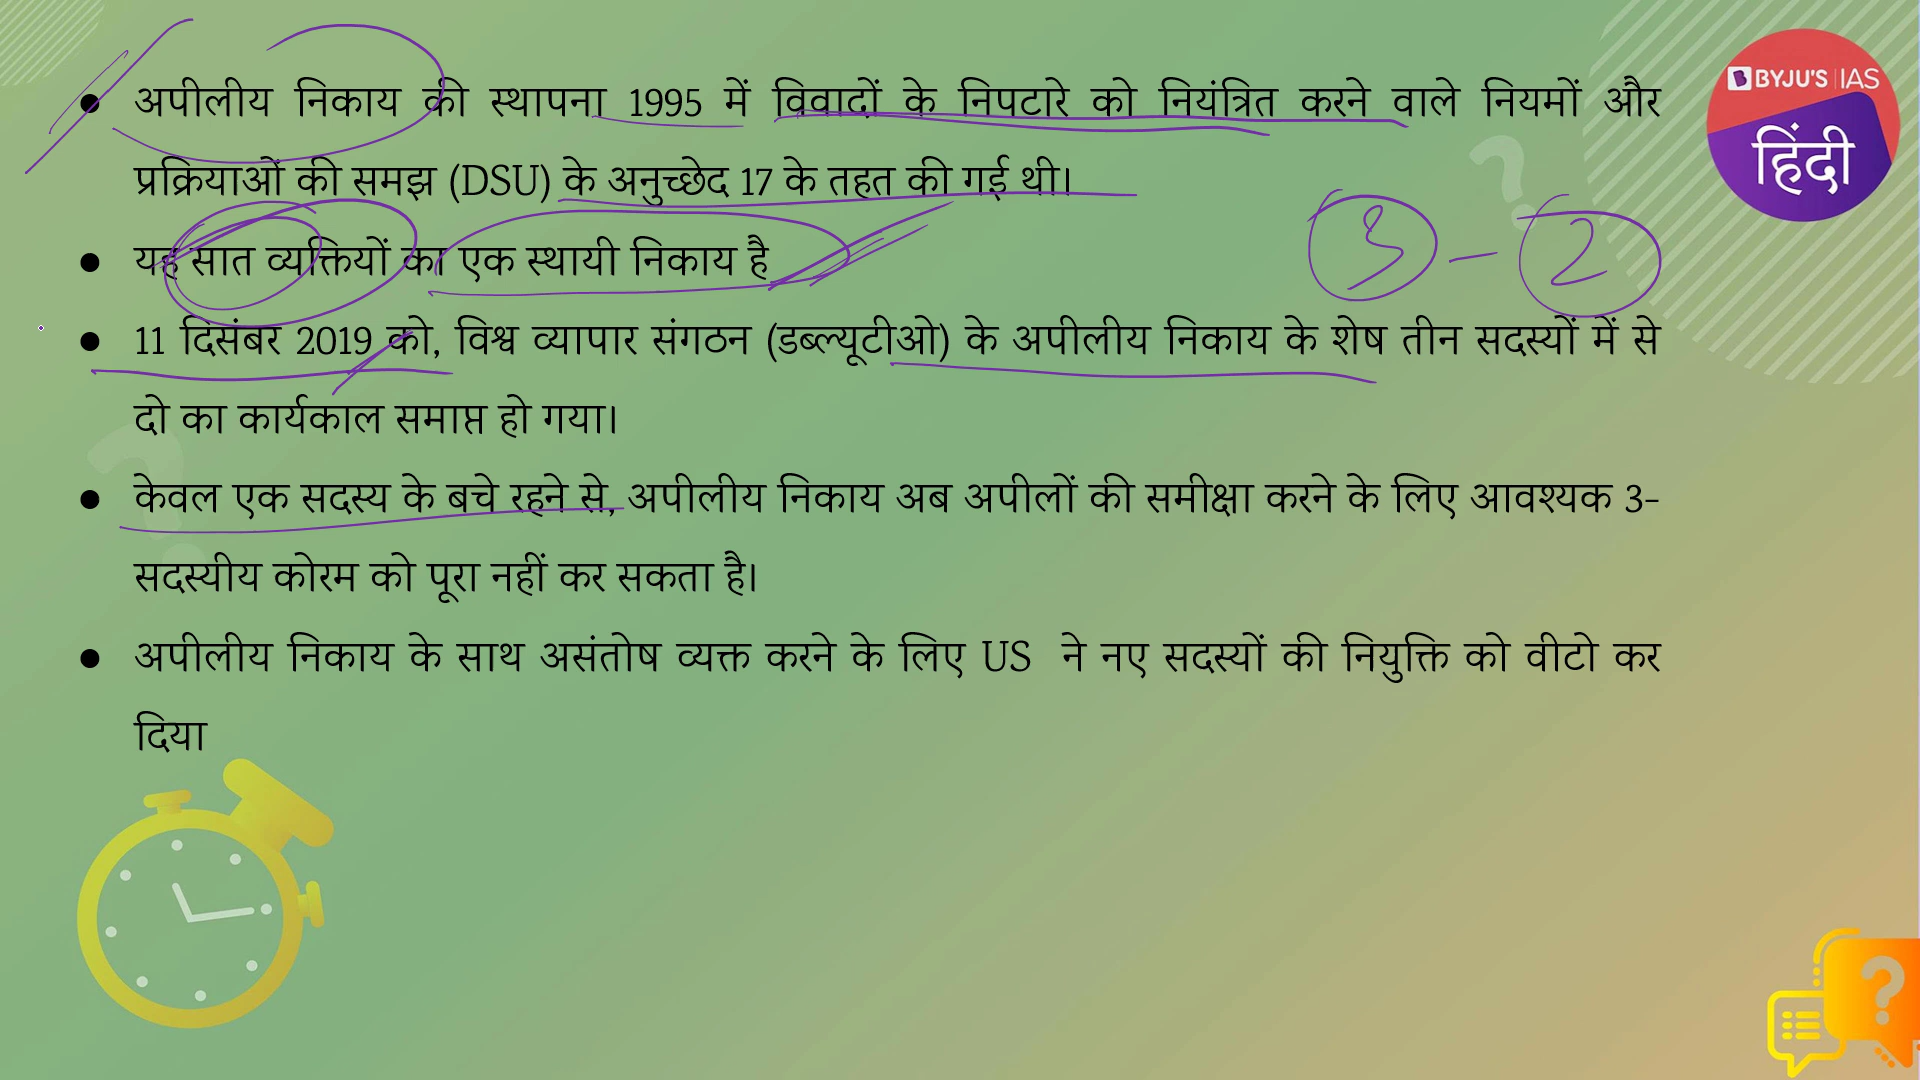 अपीलीय निकाय की स्थापना 1995 में विवादों के निपटारे को नियंत्रित करने वाले नियमों और
प्रक्रियाओं की समझ (DSU) के अनुच्छेद 17 के तहत की गई थी।
यह सात व्यक्तियों का एक स्थायी निकाय है
11 दिसंबर 2019 को, विश्व व्यापार संगठन (डब्ल्यूटीओ) के अपीलीय निकाय के शेष तीन सदस्यों में से
दो का कार्यकाल समाप्त हो गया।
केवल एक सदस्य के बचे रहने से, अपीलीय निकाय अब अपीलों की समीक्षा करने के लिए आवश्यक 3-
सदस्यीय कोरम को पूरा नहीं कर सकता है।
अपीलीय निकाय के साथ असंतोष व्यक्त करने के लिए US ने नए सदस्यों की नियुक्ति को वीटो कर
दिया
3 - 2
BYJU'S IAS
हिंदी